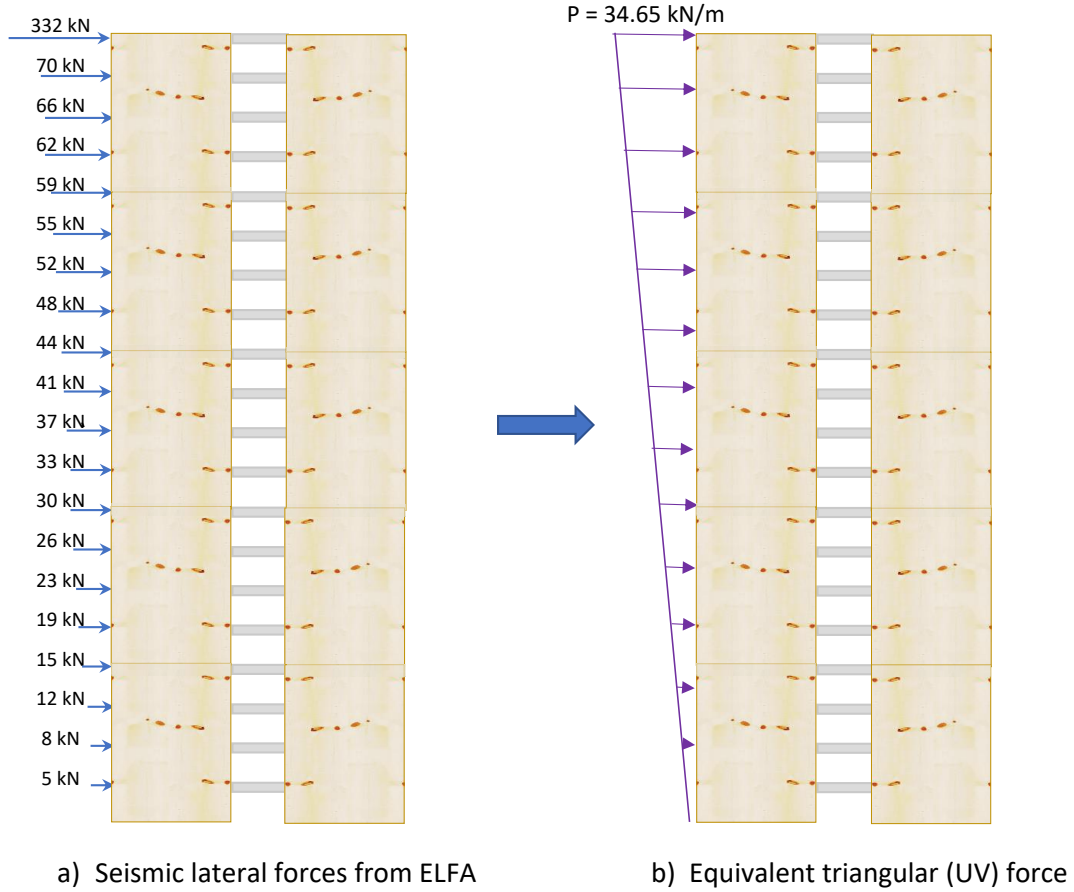 332 kN
70 kN
66 kN
62 kN
59 kN
55 kN
52 kN
48 kN
44 kN
41 kN
37 kN
33 kN
30 kN
26 kN
23 kN
19 kN
15 kN
12 kN
8 kN
5 kN
a) Seismic lateral forces from ELFA
P = 34.65 kN/m
b) Equivalent triangular (UV) force